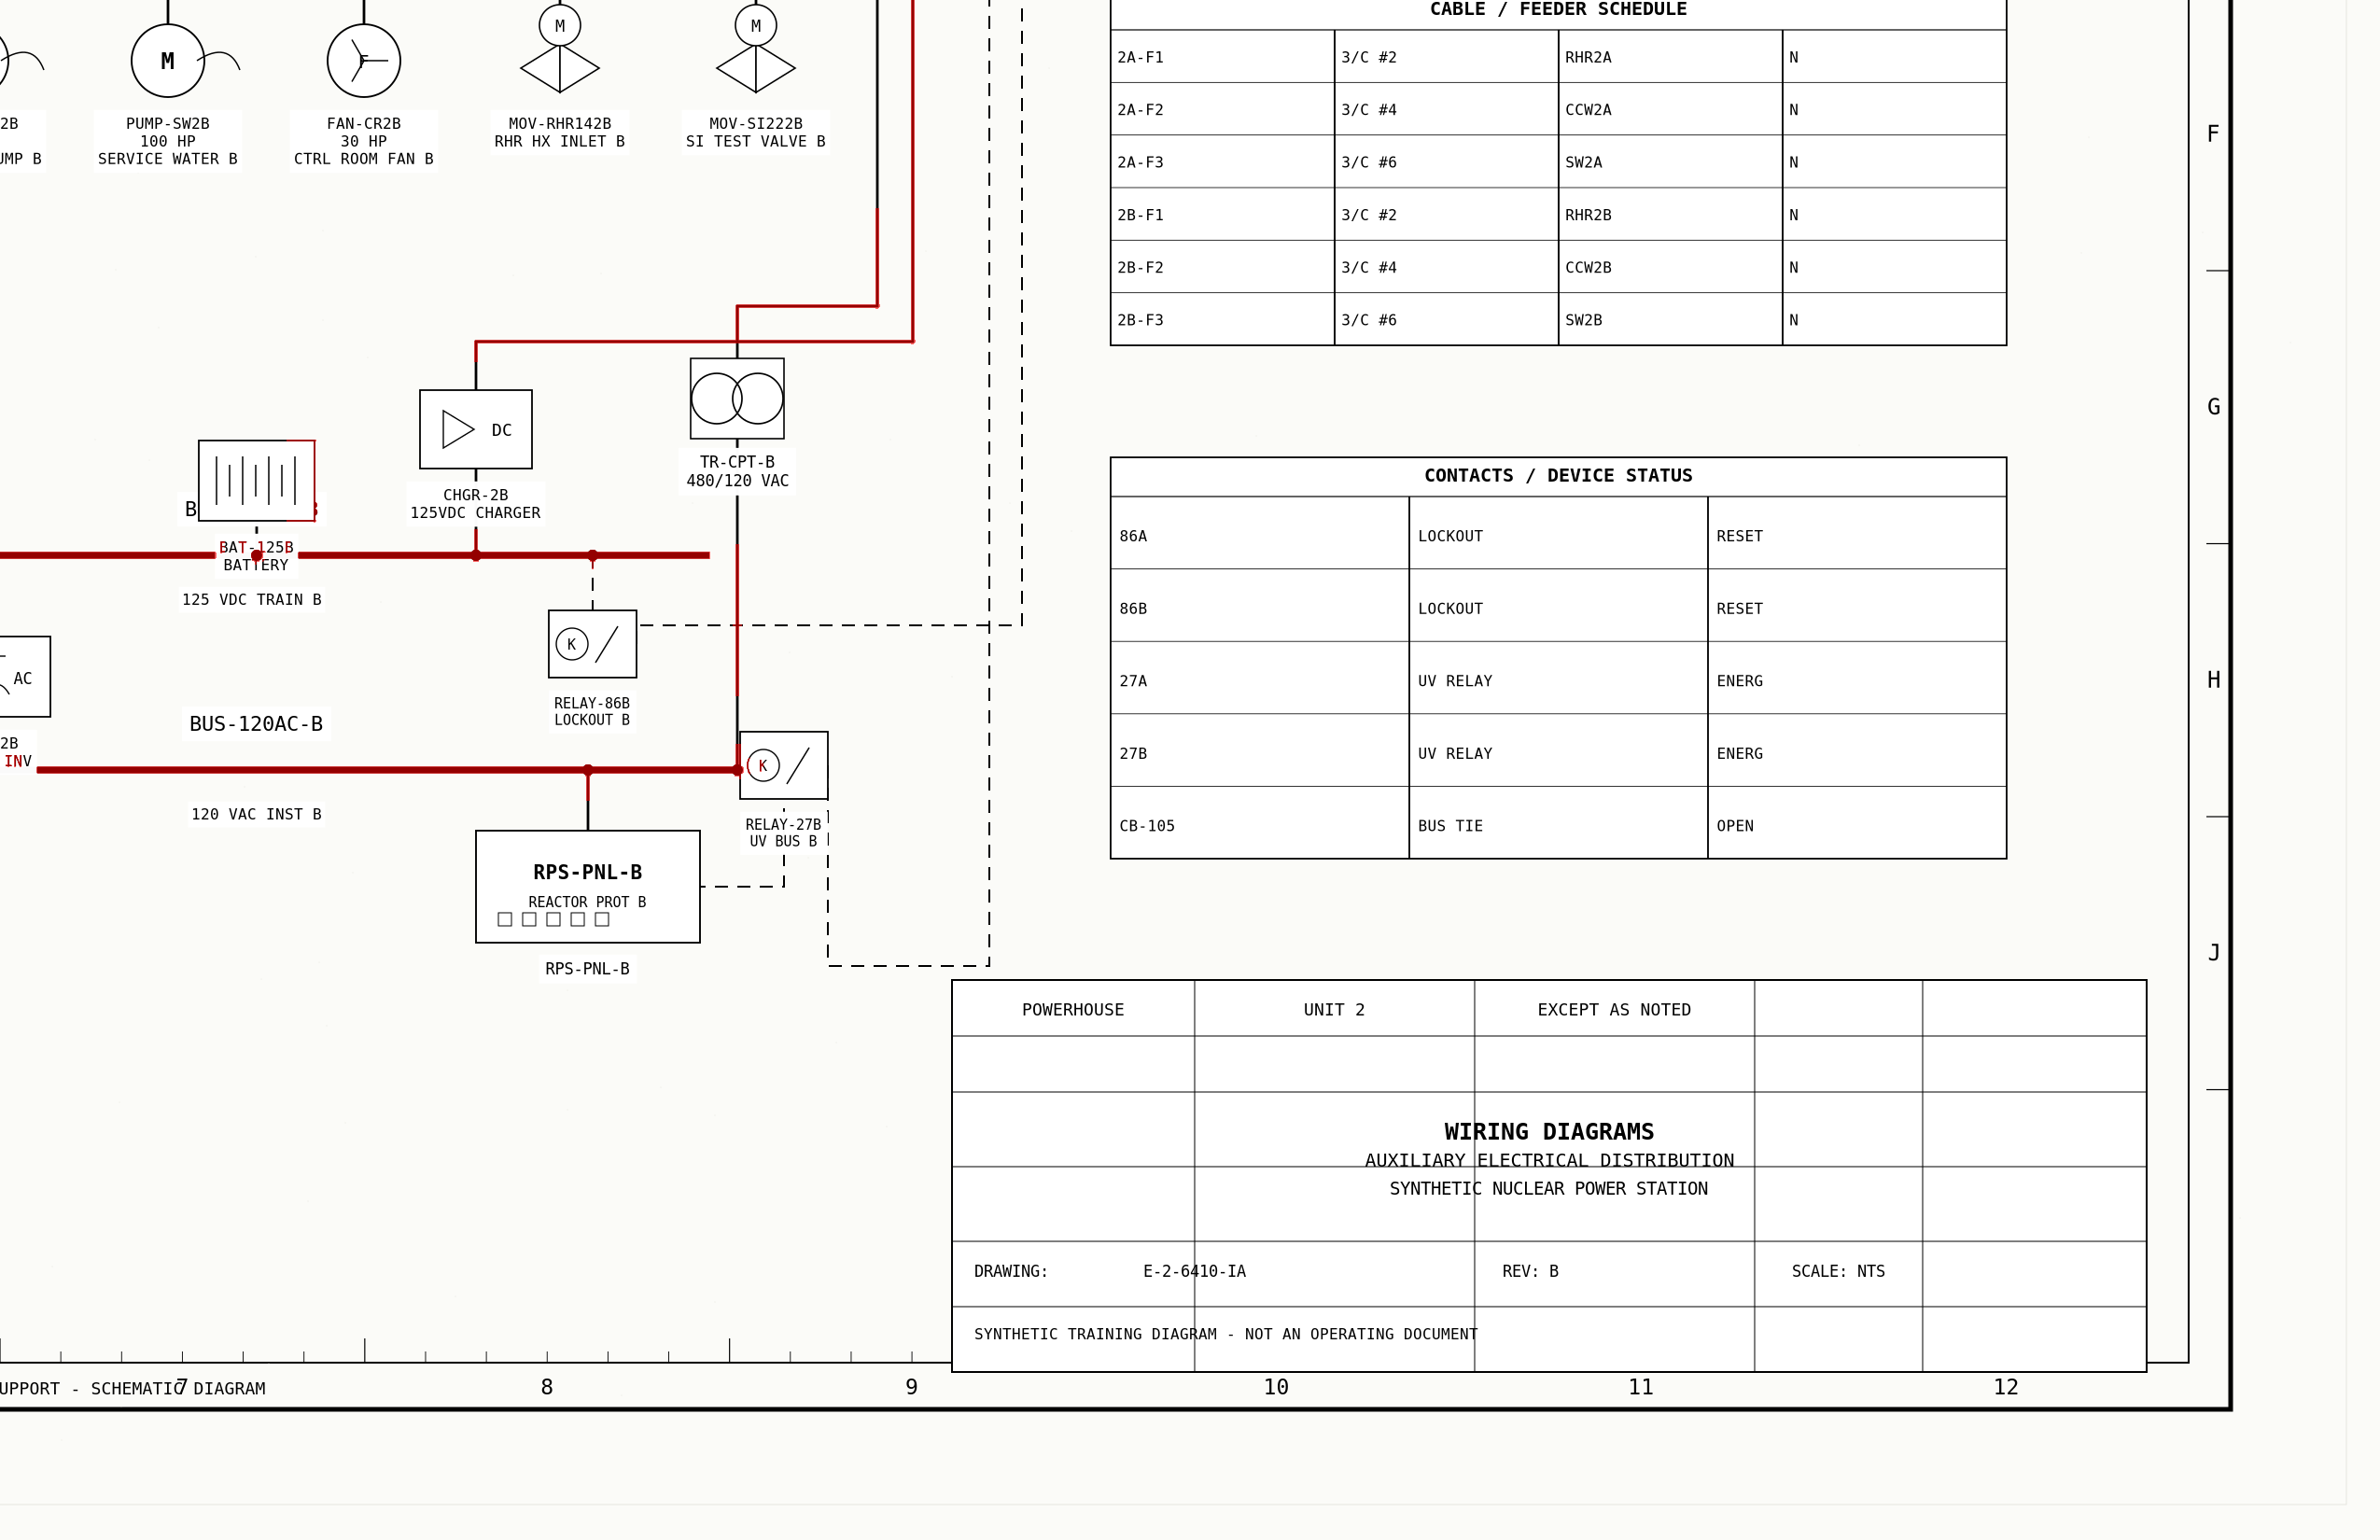 CABLE / FEEDER SCHEDULE
2A-F1 3/C #2 RHR2A N
2A-F2 3/C #4 CCW2A N
2A-F3 3/C #6 SW2A N
2B-F1 3/C #2 RHR2B N
2B-F2 3/C #4 CCW2B N
2B-F3 3/C #6 SW2B N
M
F
M
M
2B
UMP B
PUMP-SW2B
100 HP
SERVICE WATER B
FAN-CR2B
30 HP
CTRL ROOM FAN B
MOV-RHR142B
RHR HX INLET B
MOV-SI222B
SI TEST VALVE B
F
G
H
J
DC
CHGR-2B
125VDC CHARGER
TR-CPT-B
480/120 VAC
BAT-125B
BATTERY
125 VDC TRAIN B
K
RELAY-86B
LOCKOUT B
AC
2B
INV
BUS-120AC-B
120 VAC INST B
K
RELAY-27B
UV BUS B
RPS-PNL-B
REACTOR PROT B
RPS-PNL-B
CONTACTS / DEVICE STATUS
86A LOCKOUT RESET
86B LOCKOUT RESET
27A UV RELAY ENERG
27B UV RELAY ENERG
CB-105 BUS TIE OPEN
POWERHOUSE UNIT 2 EXCEPT AS NOTED
WIRING DIAGRAMS
AUXILIARY ELECTRICAL DISTRIBUTION
SYNTHETIC NUCLEAR POWER STATION
DRAWING: E-2-6410-IA REV: B SCALE: NTS
SYNTHETIC TRAINING DIAGRAM - NOT AN OPERATING DOCUMENT
UPPORT - SCHEMATIC DIAGRAM
7 8 9 10 11 12